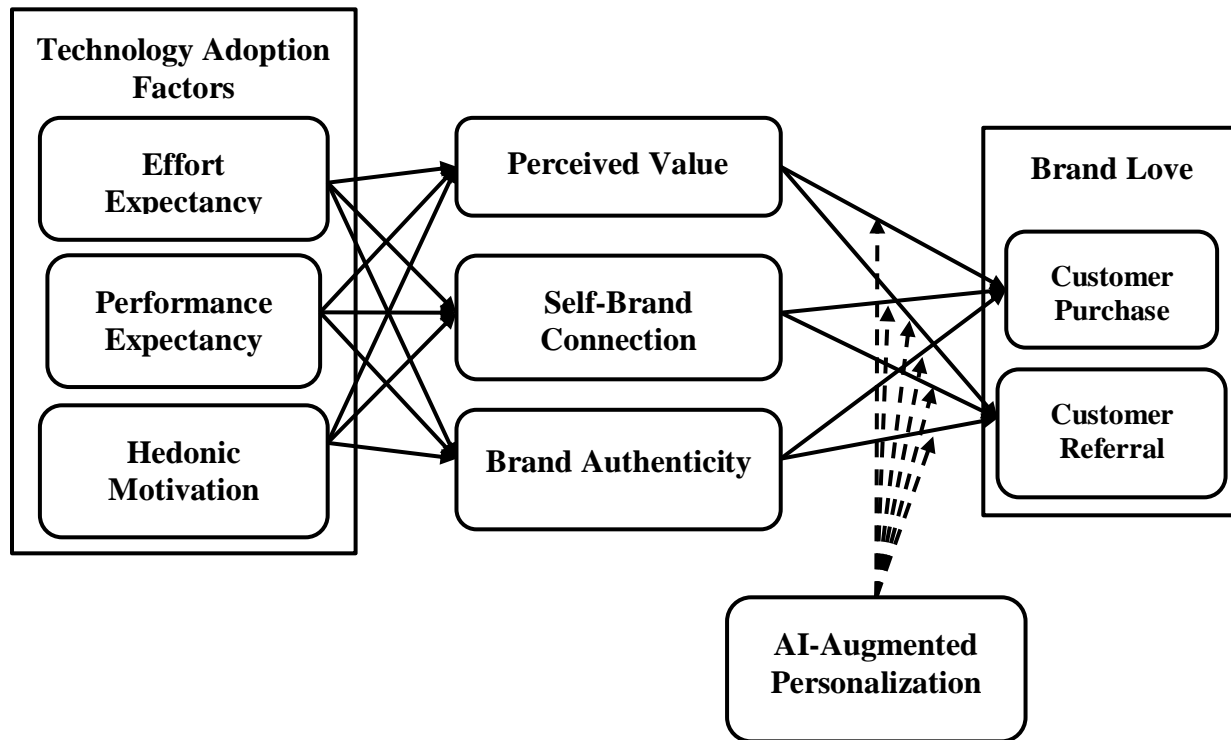 Technology Adoption
Factors
Effort
Expectancy
Performance
Expectancy
Hedonic
Motivation
Perceived Value
Self-Brand
Connection
Brand Authenticity
Brand Love
Customer
Purchase
Customer
Referral
AI-Augmented
Personalization